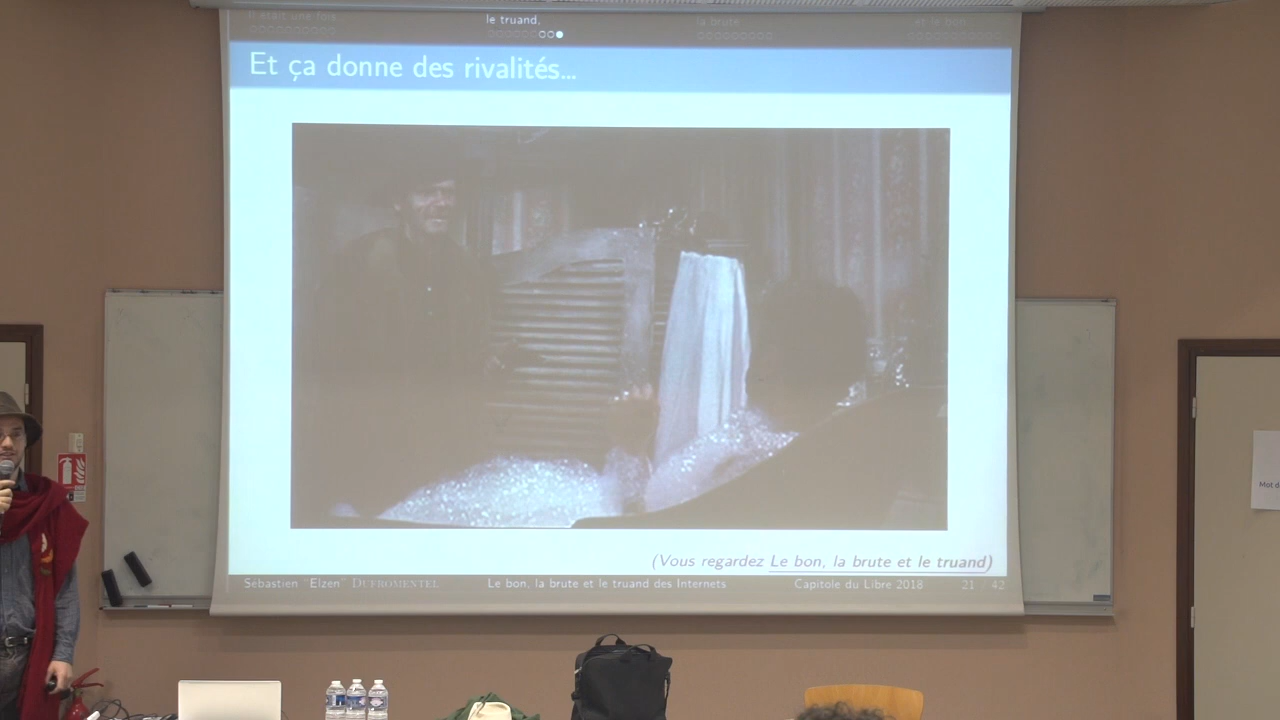 Il était une fois
le truand,
la brute
et le bon
Et ça donne des rivalités...
(Vous regardez Le bon, la brute et le truand)
Sébastien "Elzen" DUFROMENTEL
Le bon, la brute et le truand des Internets
Capitole du Libre 2018
21 / 42
Mot d